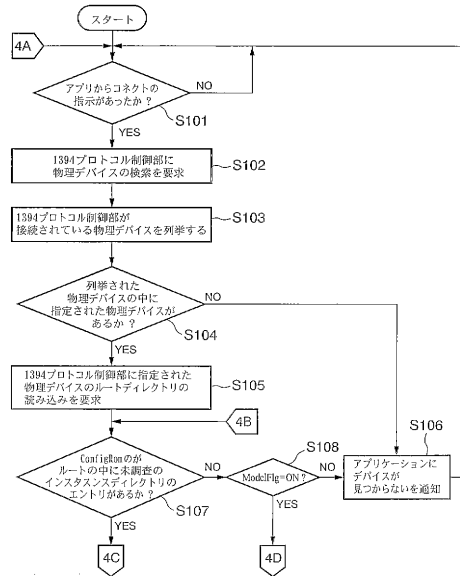 スタート
4A
アプリからコネクトの
指示があったか?
NO
S101
YES
1394プロトコル制御部に
物理デバイスの検索を要求
S102
1394プロトコル制御部が
接続されている物理デバイスを列挙する
S103
列挙された
物理デバイスの中に
指定された物理デバイスが
あるか?
NO
S104
YES
1394プロトコル制御部に指定された
物理デバイスのルートディレクトリの
読み込みを要求
S105
4B
ConfigRomのが
ルートの中に未調査の
インスタスンスディレクトリの
エントリがあるか?
NO
S107
YES
4C
S108
ModelFlg=ON?
NO
YES
4D
S106
アプリケーションに
デバイスが
見つからないを通知